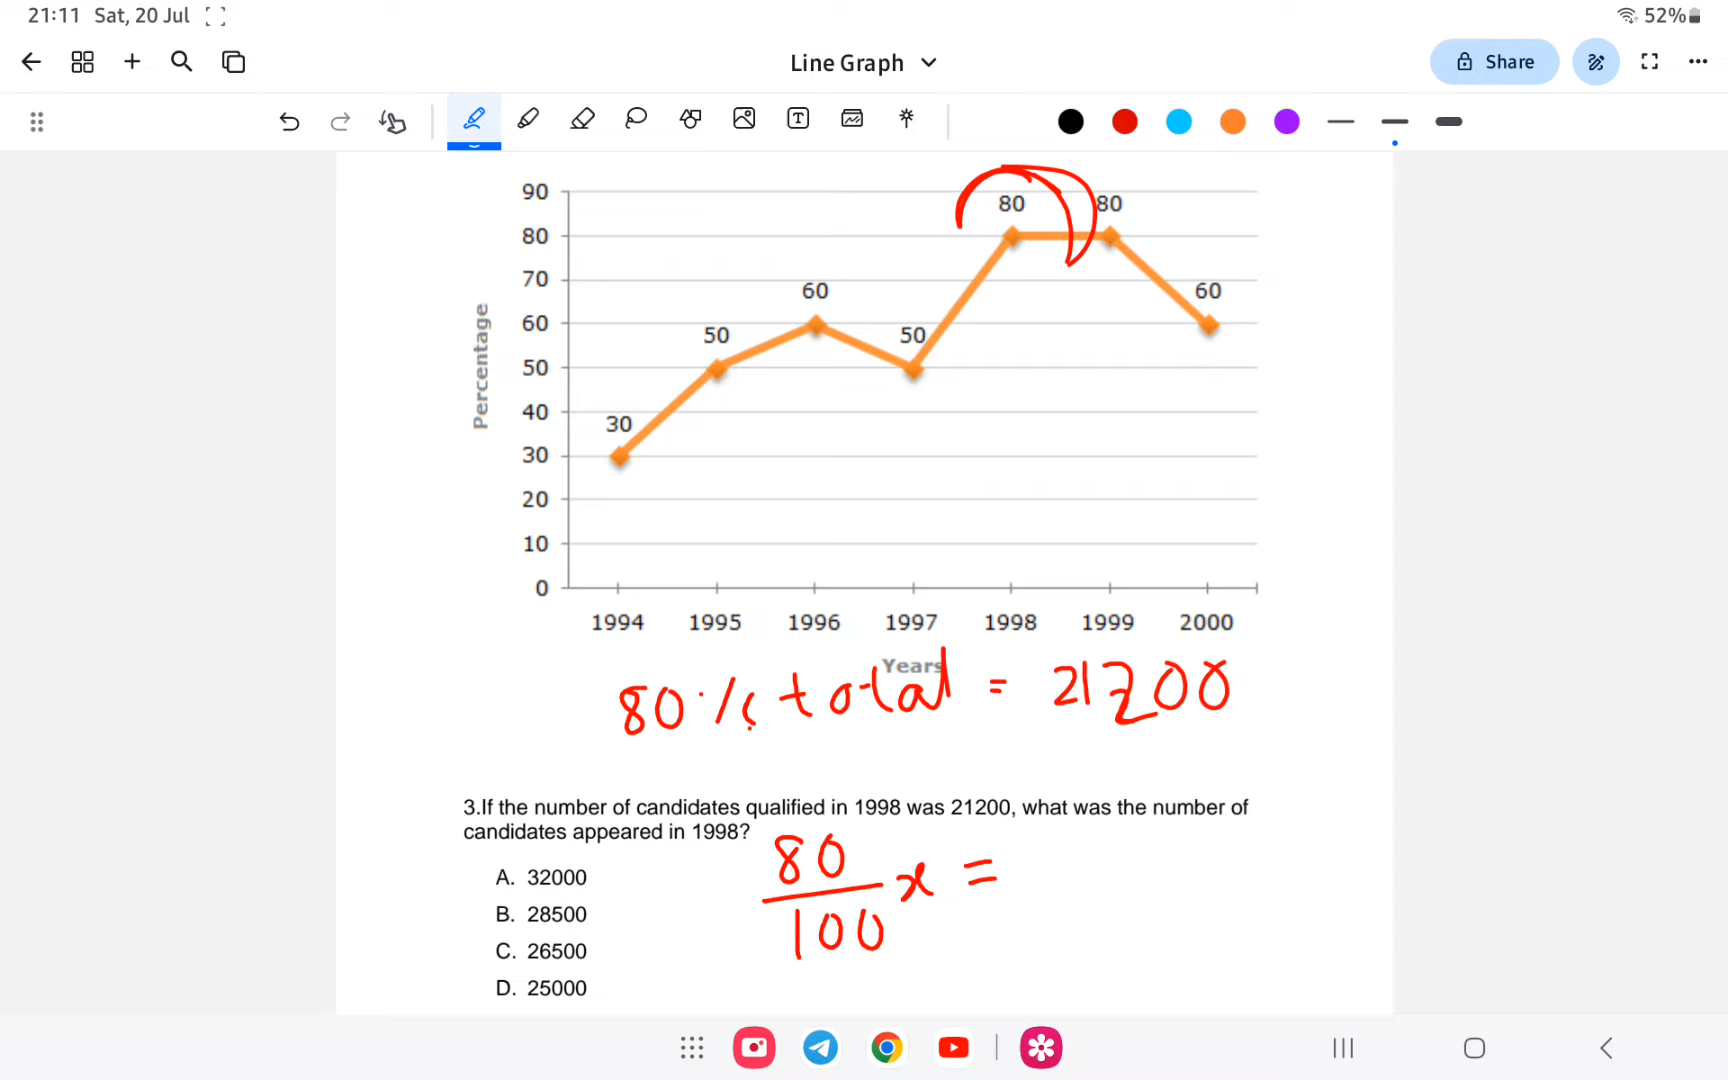 21:11 Sat, 20 Jul 52%
Line Graph
Share
90
80 80
80
70
60
60
60
50
50
50
40
30
30
20
10
0
Percentage
1994 1995 1996 1997 1998 1999 2000
Years
80 % total = 21200
3.If the number of candidates qualified in 1998 was 21200, what was the number of
candidates appeared in 1998?
80
100
x =
A. 32000
B. 28500
C. 26500
D. 25000